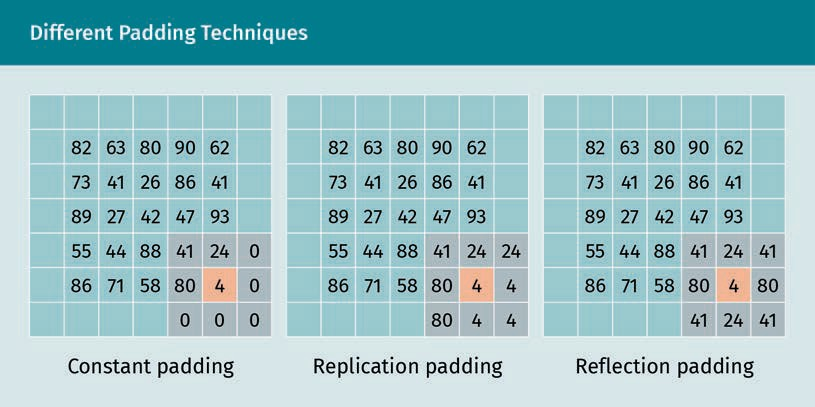 Different Padding Techniques
82 63 80 90 62 82 63 80 90 62 82 63 80 90 62
73 41 26 86 41 73 41 26 86 41 73 41 26 86 41
89 27 42 47 93 89 27 42 47 93 89 27 42 47 93
55 44 88 41 24 0 55 44 88 41 24 24 55 44 88 41 24 41
86 71 58 80 4 0 86 71 58 80 4 4 86 71 58 80 4 80
0 0 0 80 4 4 41 24 41
Constant padding Replication padding Reflection padding